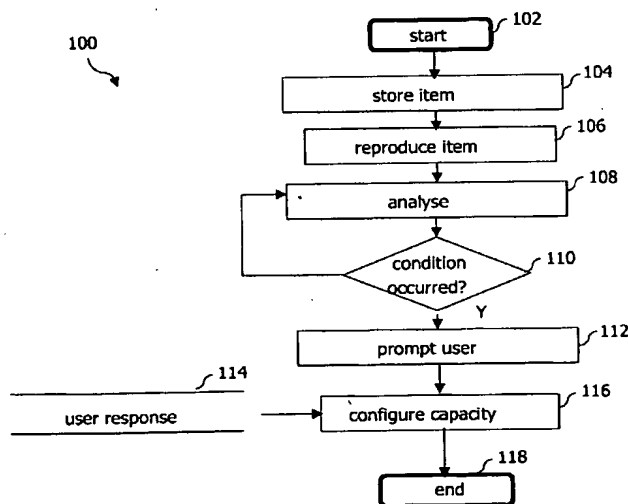 start
102
100
104
store item
106
reproduce item
108
analyse
condition
occurred?
110
Y
112
prompt user
114
116
user response
configure capacity
118
end